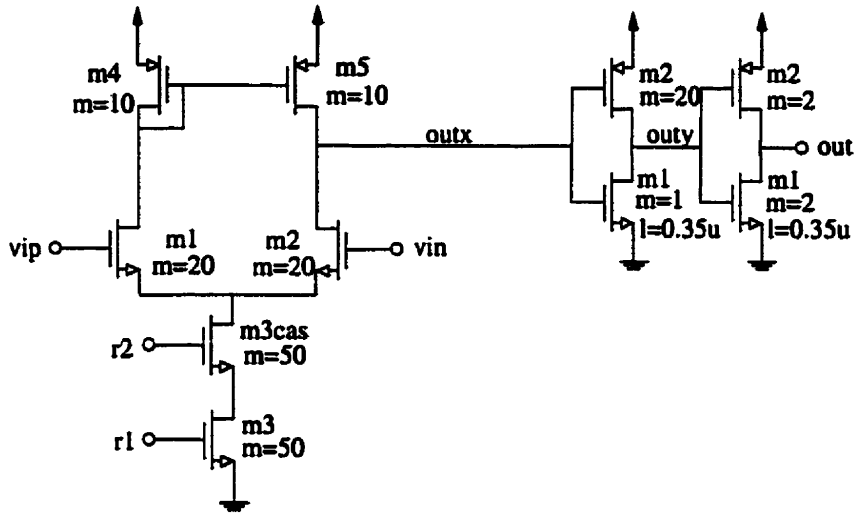 m4
m=10
m5
m=10
m2
m=20
m2
m=2
outx
outy
out
m1
m=1
l=0.35u
m1
m=2
l=0.35u
vip
m1
m=20
m2
m=20
vin
r2
m3cas
m=50
r1
m3
m=50